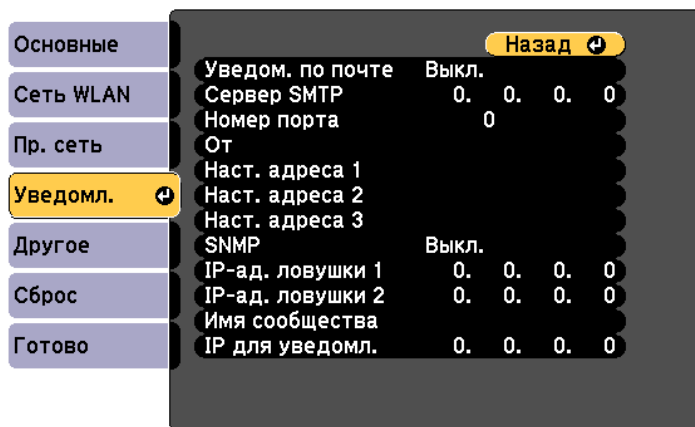 Основные
Сеть WLAN
Пр. сеть
Уведомл.
Другое
Сброс
Готово
Назад
Уведом. по почте Выкл.
Сервер SMTP 0. 0. 0. 0
Номер порта 0
От
Наст. адреса 1
Наст. адреса 2
Наст. адреса 3
SNMP Выкл.
IP-ад. ловушки 1 0. 0. 0. 0
IP-ад. ловушки 2 0. 0. 0. 0
Имя сообщества
IP для уведомл. 0. 0. 0. 0